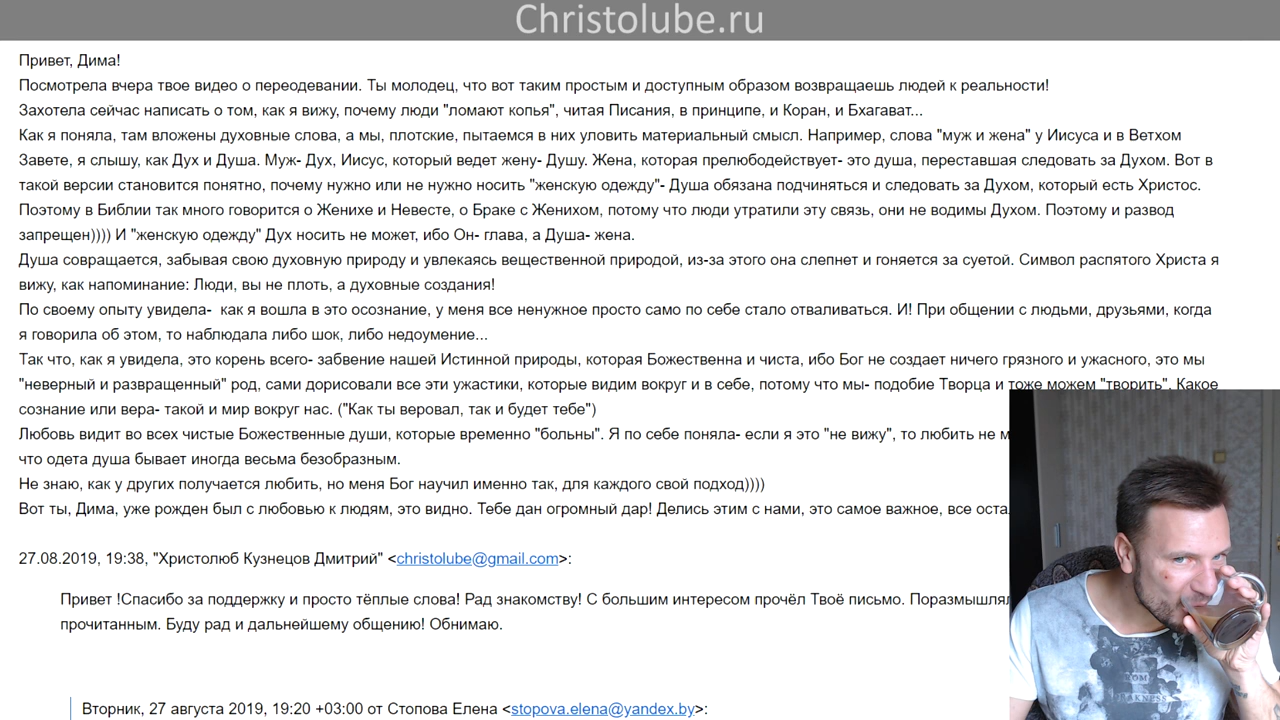 Christolube.ru
Привет, Дима!
Посмотрела вчера твое видео о переодевании. Ты молодец, что вот таким простым и доступным образом возвращаешь людей к реальности!
Захотела сейчас написать о том, как я вижу, почему люди "ломают копья", читая Писания, в принципе, и Коран, и Бхагават...
Как я поняла, там вложены духовные слова, а мы, плотские, пытаемся в них уловить материальный смысл. Например, слова "муж и жена" у Иисуса и в Ветхом
Завете, я слышу, как Дух и Душа. Муж- Дух, Иисус, который ведет жену- Душу. Жена, которая прелюбодействует- это душа, переставшая следовать за Духом. Вот в
такой версии становится понятно, почему нужно или не нужно носить "женскую одежду"- Душа обязана подчиняться и следовать за Духом, который есть Христос.
Поэтому в Библии так много говорится о Женихе и Невесте, о Браке с Женихом, потому что люди утратили эту связь, они не водимы Духом. Поэтому и развод
запрещен)))) И "женскую одежду" Дух носить не может, ибо Он- глава, а Душа- жена.
Душа совращается, забывая свою духовную природу и увлекаясь вещественной природой, из-за этого она слепнет и гоняется за суетой. Символ распятого Христа я
вижу, как напоминание: Люди, вы не плоть, а духовные создания!
По своему опыту увидела- как я вошла в это осознание, у меня все ненужное просто само по себе стало отваливаться. И! При общении с людьми, друзьями, когда
я говорила об этом, то наблюдала либо шок, либо недоумение...
Так что, как я увидела, это корень всего- забвение нашей Истинной природы, которая Божественна и чиста, ибо Бог не создает ничего грязного и ужасного, это мы
"неверный и развращенный" род, сами дорисовали все эти ужастики, которые видим вокруг и в себе, потому что мы- подобие Творца и тоже можем "творить". Какое
сознание или вера- такой и мир вокруг нас. ("Как ты веровал, так и будет тебе")
Любовь видит во всех чистые Божественные души, которые временно "больны". Я по себе поняла- если я это "не вижу", то любить не
что одета душа бывает иногда весьма безобразным.
Не знаю, как у других получается любить, но меня Бог научил именно так, для каждого свой подход))))
Вот ты, Дима, уже рожден был с любовью к людям, это видно. Тебе дан огромный дар! Делись этим с нами, это самое важное, все
27.08.2019, 19:38, "Христолюб Кузнецов Дмитрий" <christolube@gmail.com>:
Привет !Спасибо за поддержку и просто тёплые слова! Рад знакомству! С большим интересом прочёл Твоё письмо.
прочитанным. Буду рад и дальнейшему общению! Обнимаю.
Вторник, 27 августа 2019, 19:20 +03:00 от Стопова Елена <stopova.elena@yandex.by>: